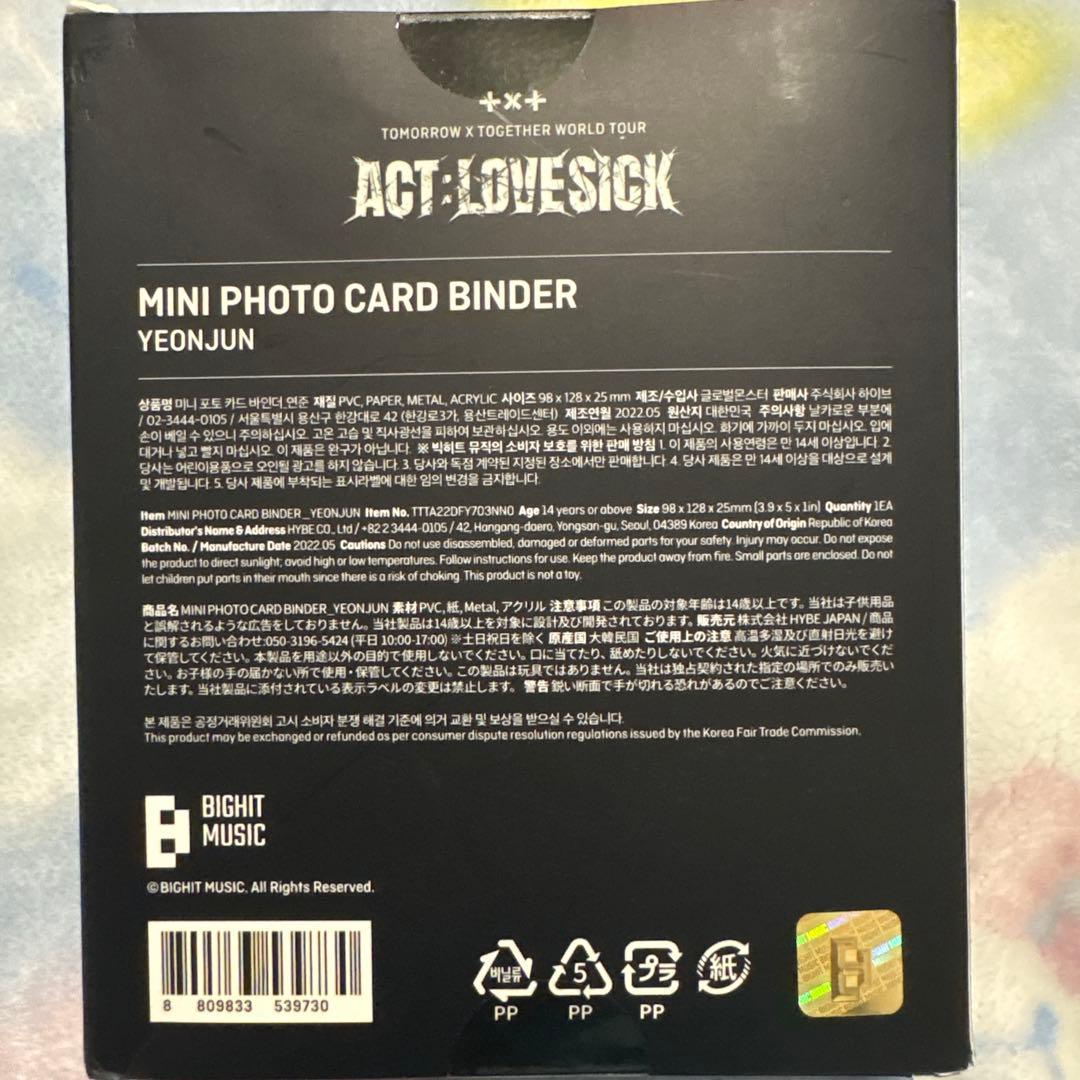 +x+
TOMORROW X TOGETHER WORLD TOUR
ACT:LOVESICK
MINI PHOTO CARD BINDER
YEONJUN
상품명 미니 포토 카드 바인더_연준 재질 PVC, PAPER, METAL, ACRYLIC 사이즈 98 x 128 x 25 mm 제조/수입사 글로벌몬스터 판매사 주식회사 하이브
/ 02-3444-0105 / 서울특별시 용산구 한강대로 42 (한강로3가, 용산트레이드센터) 제조연월 2022.05 원산지 대한민국 주의사항 날카로운 부분에
손이 베일 수 있으니 주의하십시오. 고온 고습 및 직사광선을 피하여 보관하십시오. 용도 이외에는 사용하지 마십시오. 화기에 가까이 두지 마십시오. 입에
대거나 넣고 빨지 마십시오. 이 제품은 완구가 아닙니다. ※ 빅히트 뮤직의 소비자 보호를 위한 판매 방침 1. 이 제품의 사용연령은 만 14세 이상입니다. 2.
당사는 어린이용품으로 오인될 광고를 하지 않습니다. 3. 당사와 독점 계약된 지정된 장소에서만 판매합니다. 4. 당사 제품은 만 14세 이상을 대상으로 설계
및 개발됩니다. 5. 당사 제품에 부착되는 표시라벨에 대한 임의 변경을 금지합니다.
Item MINI PHOTO CARD BINDER_YEONJUN Item No. TTTA22DFY703NN0 Age 14 years or above Size 98 x 128 x 25mm (3.9 x 5 x 1in) Quantity 1EA
Distributor's Name & Address HYBE.CO., Ltd / +82 2 3444-0105 / 42, Hangang-daero, Yongsan-gu, Seoul, 04389 Korea Country of Origin Republic of Korea
Batch No. / Manufacture Date 2022.05 Cautions Do not use disassembled, damaged or deformed parts for your safety. Injury may occur. Do not expose
the product to direct sunlight; avoid high or low temperatures. Follow instructions for use. Keep the product away from fire. Small parts are enclosed. Do not
let children put parts in their mouth since there is a risk of choking. This product is not a toy.
商品名 MINI PHOTO CARD BINDER_YEONJUN 素材 PVC, 紙, Metal, アクリル 注意事項 この製品の対象年齢は14歳以上です。当社は子供用品
と誤解されるような広告をしておりません。当社製品は14歳以上を対象に設計及び開発されております。販売元 株式会社 HYBE JAPAN / 商品
に関するお問い合わせ:050-3196-5424 (平日 10:00-17:00) ※土日祝日を除く 原産国 大韓民国 ご使用上の注意 高温多湿及び直射日光を避け
て保管してください。本製品を用途以外の目的で使用しないでください。口に当てたり、舐めたりしないでください。火気に近づけないでくだ
さい。お子様の手の届かない所で使用・保管してください。この製品は玩具ではありません。当社は独占契約された指定の場所でのみ販売い
たします。当社製品に添付されている表示ラベルの変更は禁止します。 警告 鋭い断面で手が切れる恐れがあるのでご注意ください。
본 제품은 공정거래위원회 고시 소비자 분쟁 해결 기준에 의거 교환 및 보상을 받으실 수 있습니다.
This product may be exchanged or refunded as per consumer dispute resolution regulations issued by the Korea Fair Trade Commission.
BIGHIT
MUSIC
©BIGHIT MUSIC. All Rights Reserved.
8 809833 539730
비닐류
PP
5
PP
プラ
PP
紙